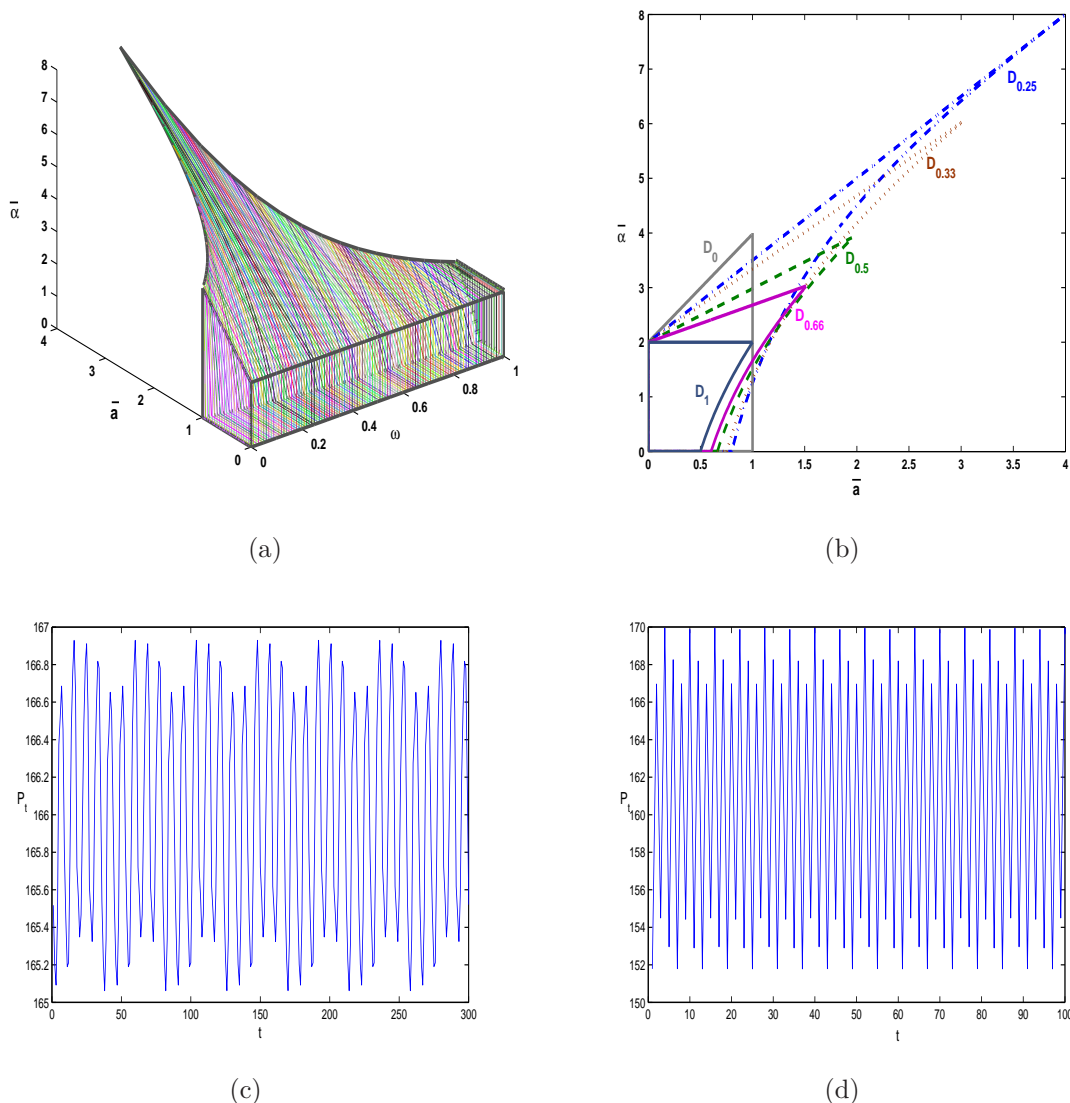 8
7
6
5
4
3
2
1
0
ᾱ
4
3
2
1
0
a̅
0
0.2
0.4
0.6
0.8
1
ω
(a)
8
7
6
5
4
3
2
1
0
ᾱ
D0.25
D0.33
D0
D0.5
D0.66
D1
0 0.5 1 1.5 2 2.5 3 3.5 4
a̅
(b)
167
166.8
166.6
166.4
166.2
166
165.8
165.6
165.4
165.2
165
Pt
0 50 100 150 200 250 300
t
(c)
170
168
166
164
162
160
158
156
154
152
150
Pt
0 10 20 30 40 50 60 70 80 90 100
t
(d)